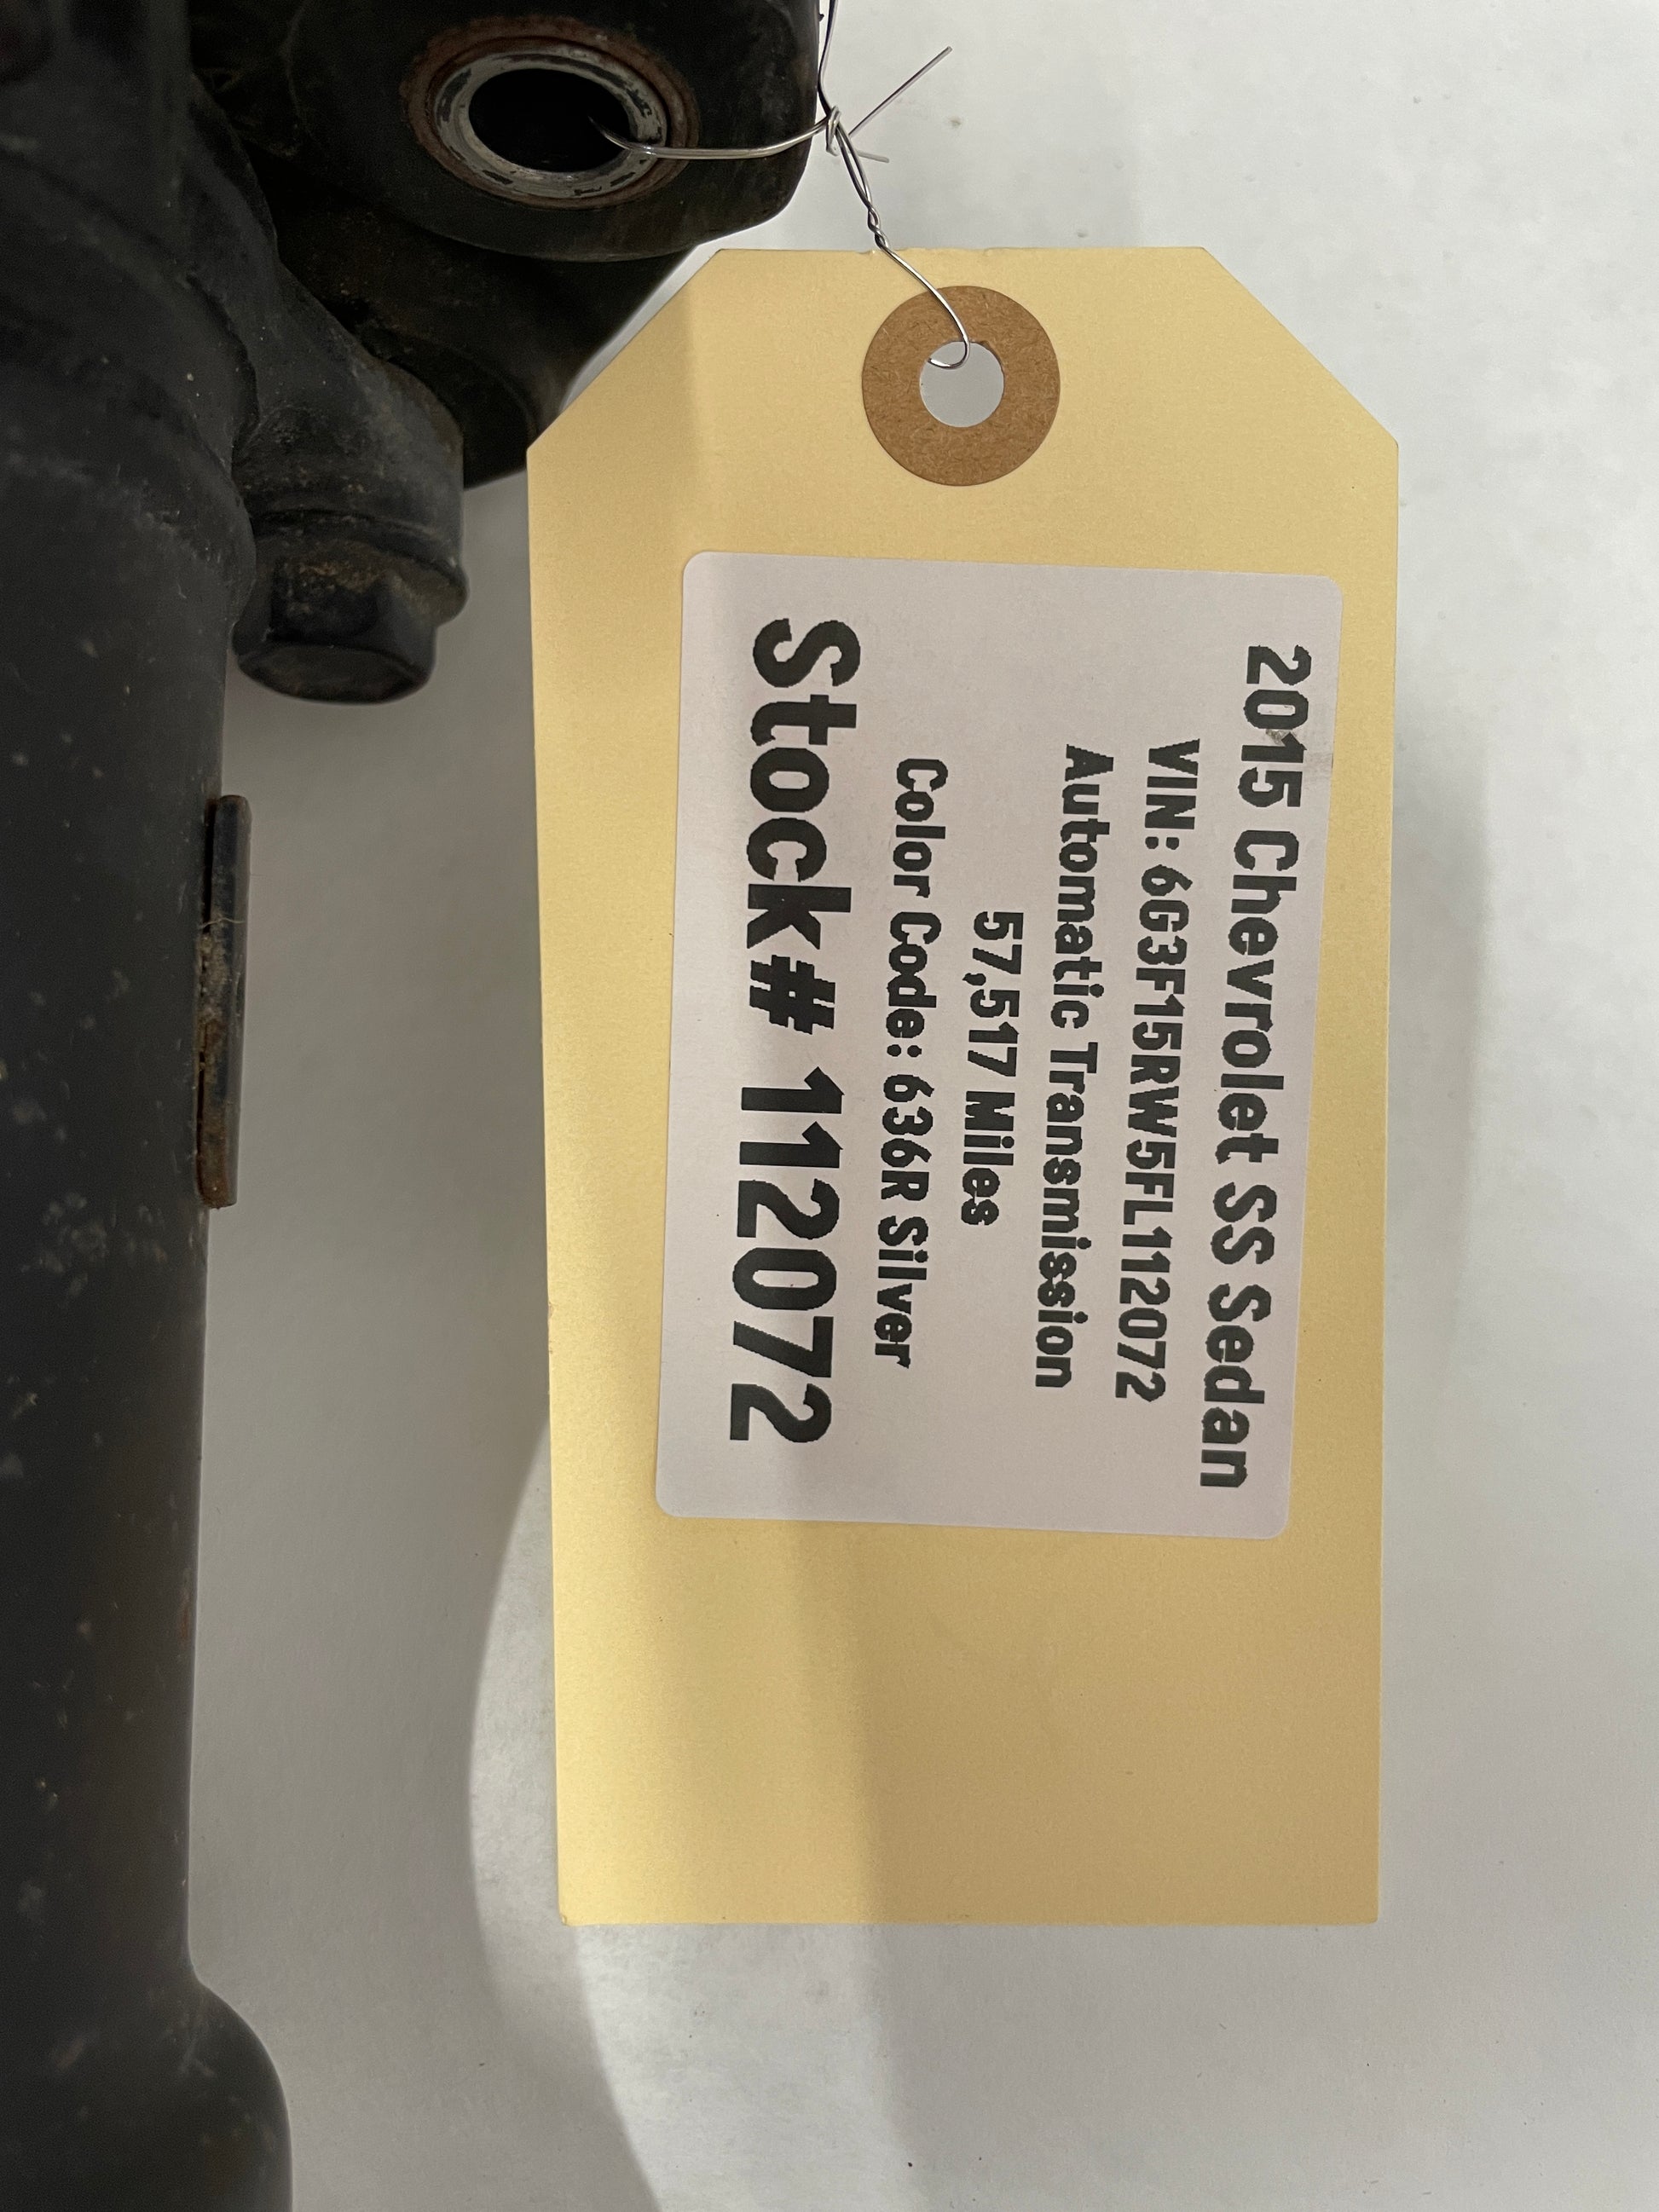 2015 Chevrolet SS Sedan
VIN: 6G3F15RW5FL112072
Automatic Transmission
57,517 Miles
Color Code: 636R Silver
Stock# 112072